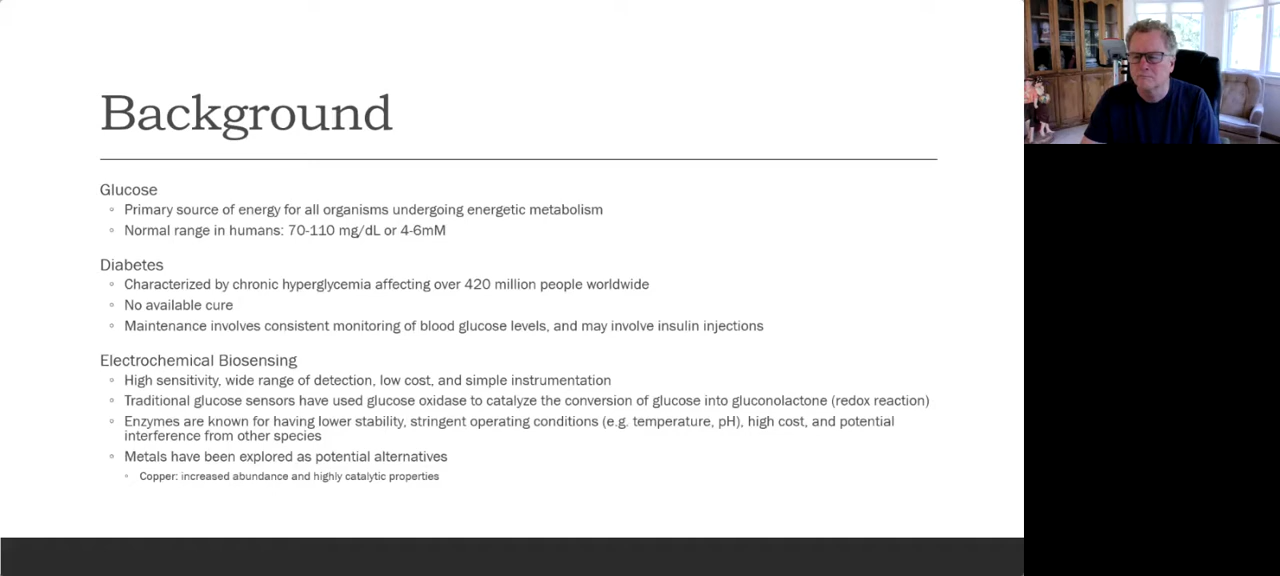 Background
Glucose
Primary source of energy for all organisms undergoing energetic metabolism
Normal range in humans: 70-110 mg/dL or 4-6mM
Diabetes
Characterized by chronic hyperglycemia affecting over 420 million people worldwide
No available cure
Maintenance involves consistent monitoring of blood glucose levels, and may involve insulin injections
Electrochemical Biosensing
High sensitivity, wide range of detection, low cost, and simple instrumentation
Traditional glucose sensors have used glucose oxidase to catalyze the conversion of glucose into gluconolactone (redox reaction)
Enzymes are known for having lower stability, stringent operating conditions (e.g. temperature, pH), high cost, and potential
interference from other species
Metals have been explored as potential alternatives
Copper: increased abundance and highly catalytic properties